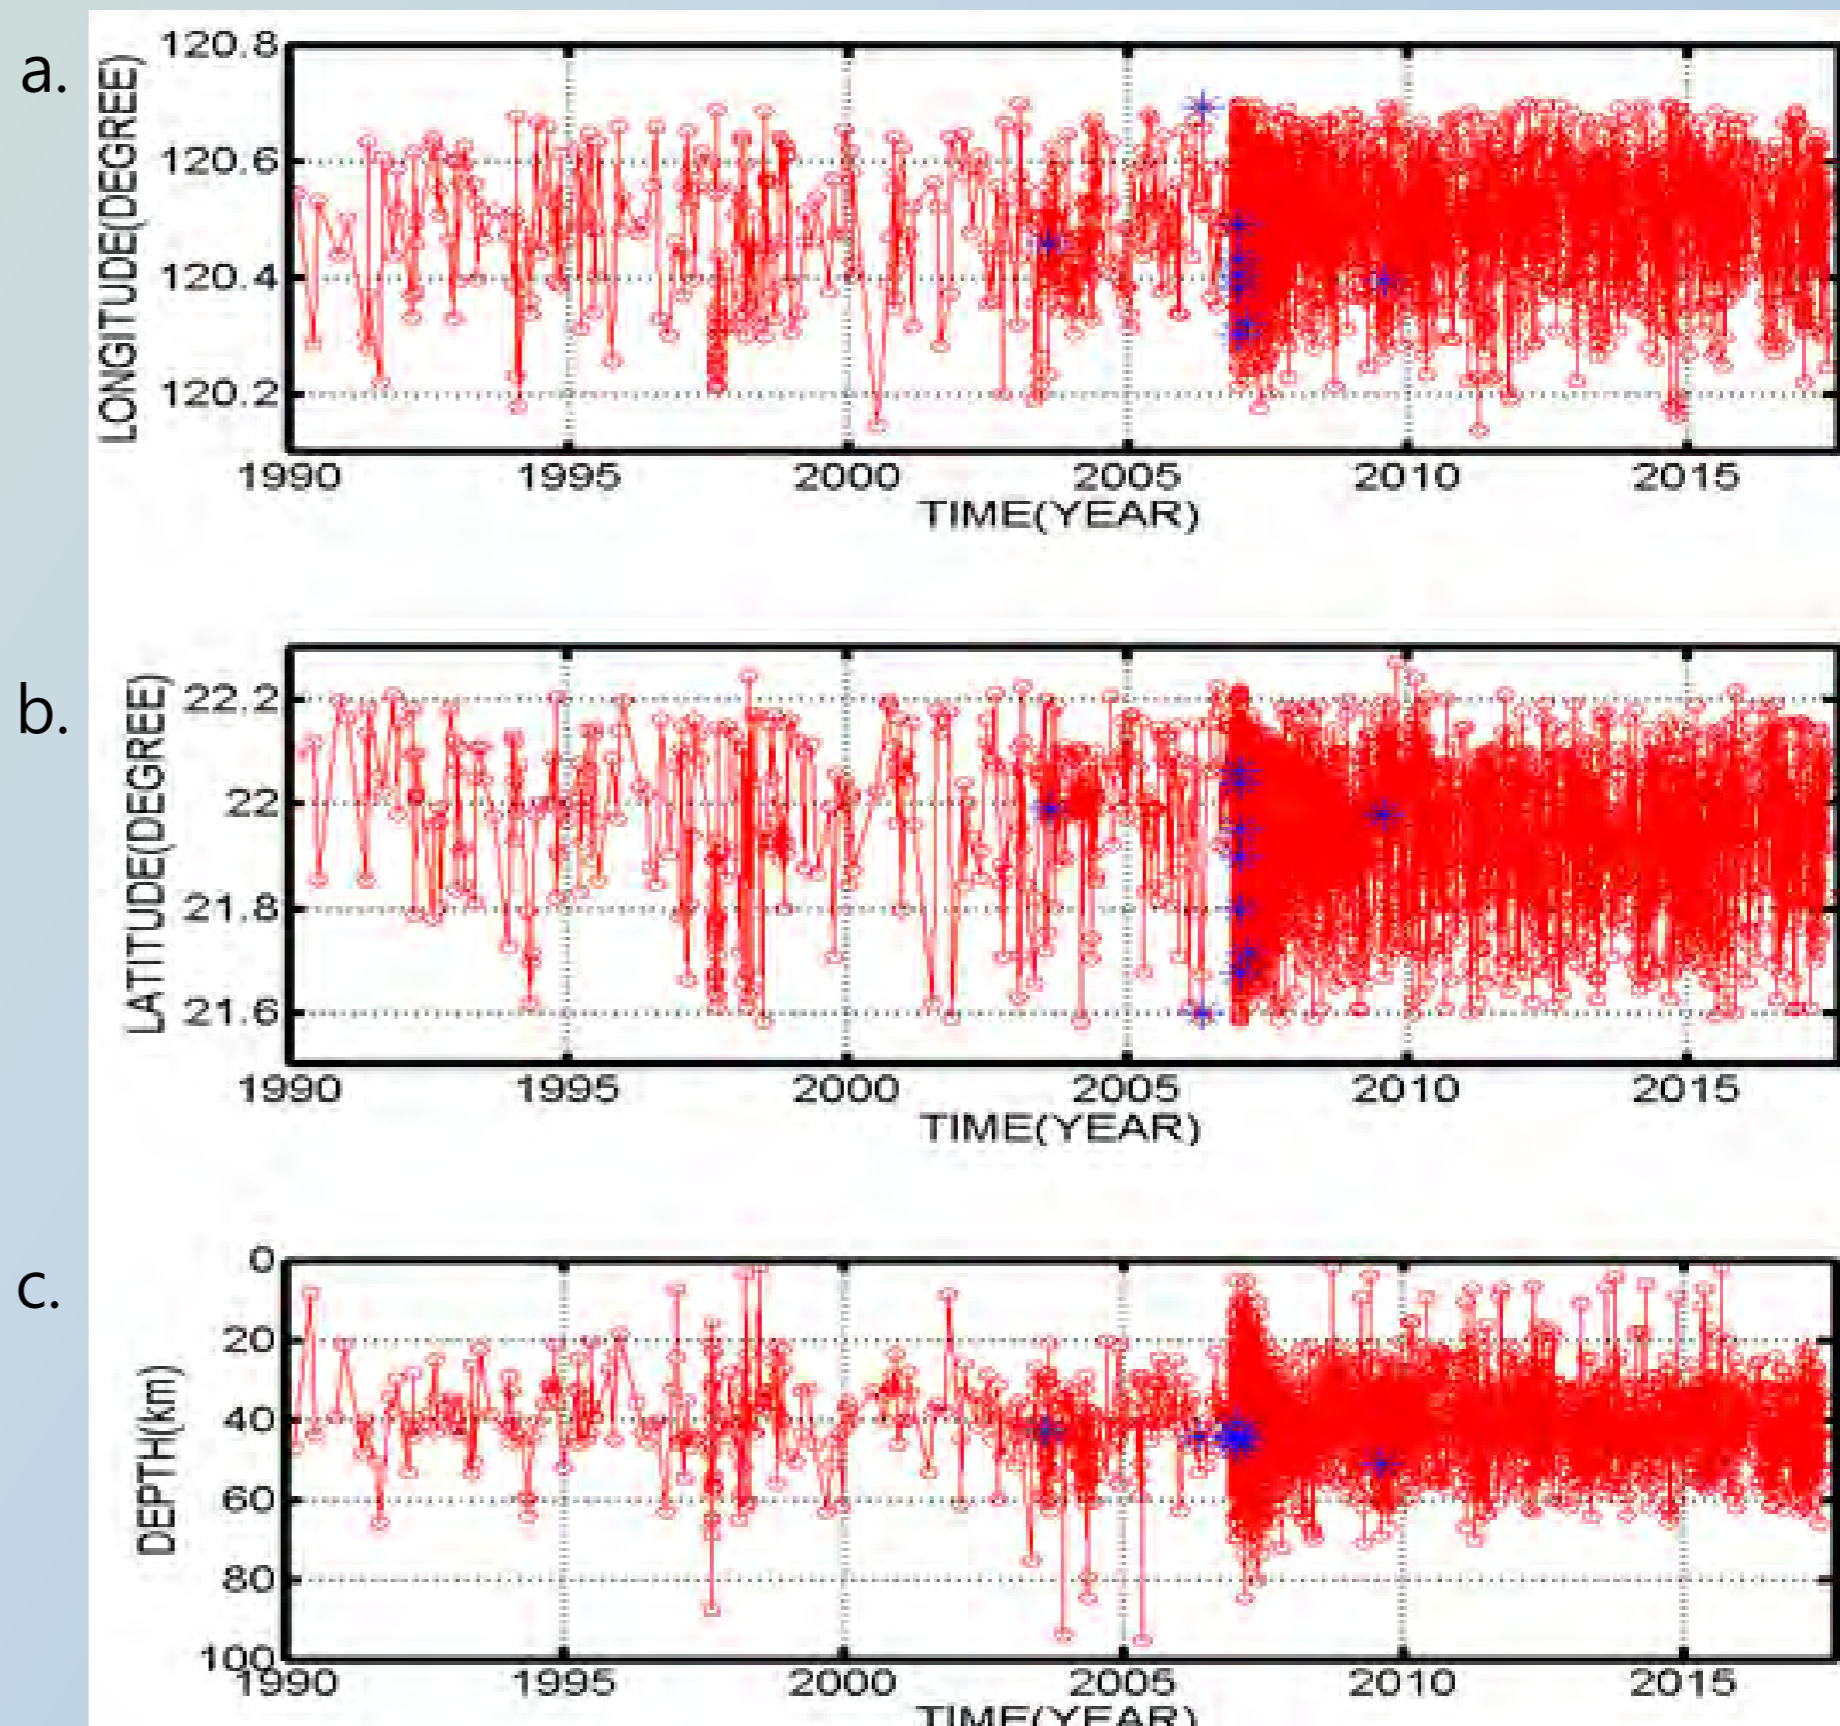 a.
LONGITUDE(DEGREE)
120.8
120.6
120.4
120.2
1990 1995 2000 2005 2010 2015
TIME(YEAR)
b.
LATITUDE(DEGREE)
22.2
22
21.8
21.6
1990 1995 2000 2005 2010 2015
TIME(YEAR)
c.
DEPTH(km)
0
20
40
60
80
100
1990 1995 2000 2005 2010 2015
TIME(YEAR)